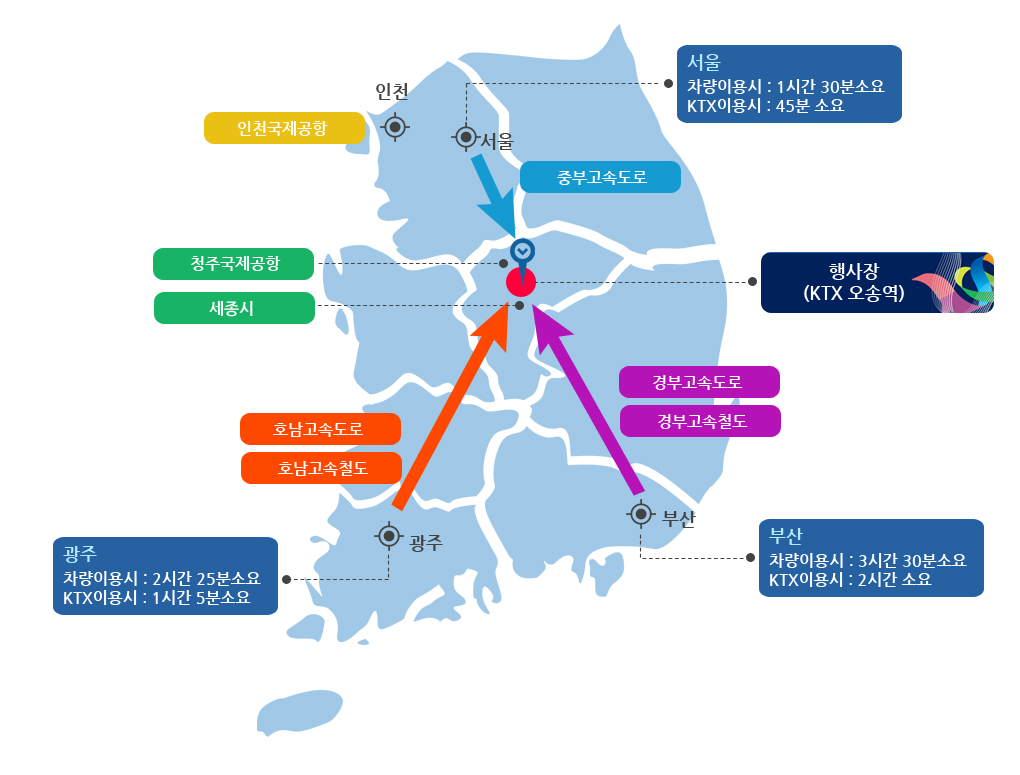 서울
차량이용시 : 1시간 30분소요
KTX이용시 : 45분 소요
인천
인천국제공항
서울
중부고속도로
청주국제공항
행사장
(KTX 오송역)
세종시
경부고속도로
경부고속철도
호남고속도로
호남고속철도
부산
광주
부산
차량이용시 : 3시간 30분소요
KTX이용시 : 2시간 소요
광주
차량이용시 : 2시간 25분소요
KTX이용시 : 1시간 5분소요